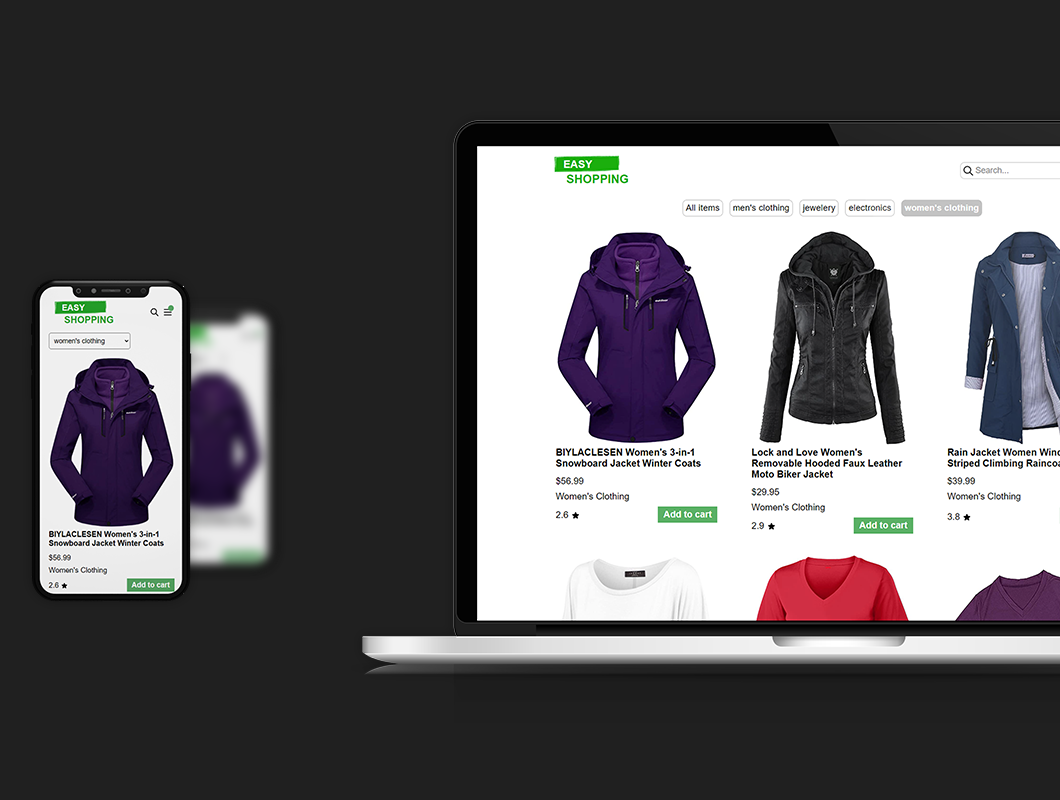 EASY
SHOPPING
women's clothing
BIYLACLESEN Women's 3-in-1
Snowboard Jacket Winter Coats
$56.99
Women's Clothing
2.6
Add to cart
EASY
SHOPPING
Search...
All items
men's clothing
jewelery
electronics
women's clothing
BIYLACLESEN Women's 3-in-1
Snowboard Jacket Winter Coats
$56.99
Women's Clothing
2.6
Add to cart
Lock and Love Women's
Removable Hooded Faux Leather
Moto Biker Jacket
$29.95
Women's Clothing
2.9
Add to cart
Rain Jacket Women Wind
Striped Climbing Rainco
$39.99
Women's Clothing
3.8